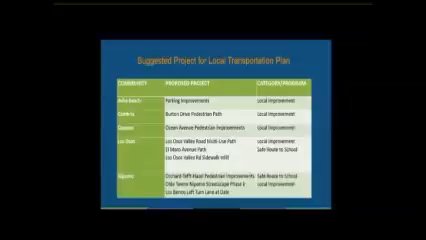 Suggested Project for Local Transportation Plan
COMMUNITY PROPOSED PROJECT CATEGORY/PROGRAM
Avila Beach Parking Improvements Local Improvement
Cambria Burton Drive Pedestrian Path Local Improvement
Cayucos Ocean Avenue Pedestrian Improvements Local Improvement
Los Osos Los Osos Valley Road Multi-Use Path Local Improvement
El Moro Avenue Path Safe Route to School
Los Osos Valley Rd Sidewalk Infill
Nipomo Orchard-Tefft-Mead Pedestrian Improvements Safe Route to School
Olde Towne Nipomo Streetscape Phase II Local Improvement
Los Berros Left Turn Lane at Dale